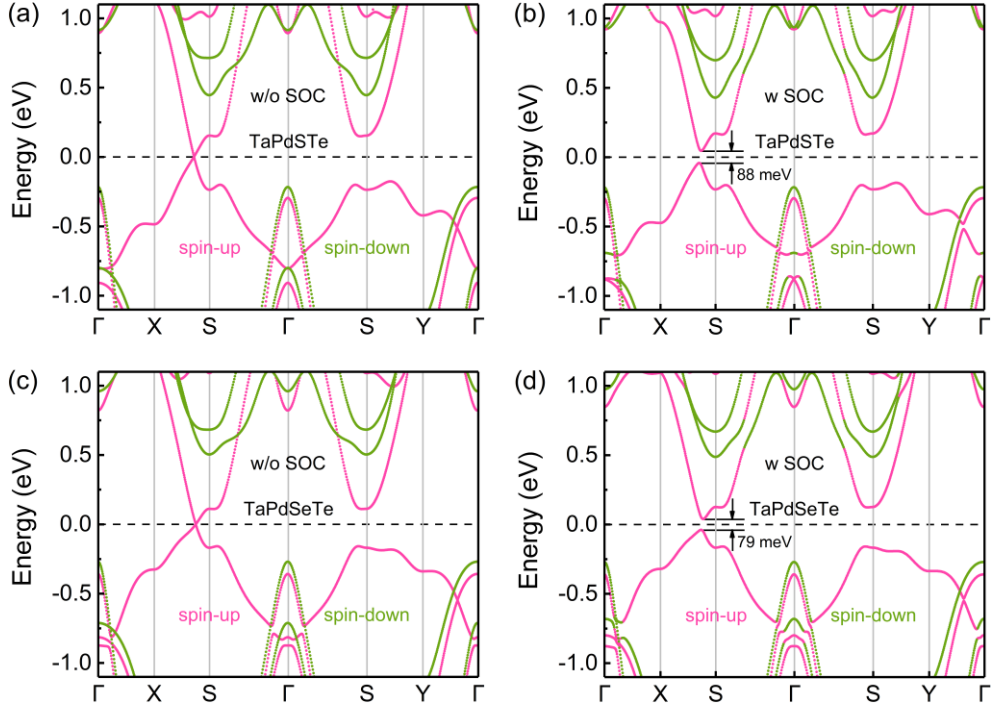 (a)
Energy (eV)
1.0
0.5
0.0
-0.5
-1.0
w/o SOC
TaPdSTe
spin-up
spin-down
Γ X S Γ S Y Γ
(b)
Energy (eV)
1.0
0.5
0.0
-0.5
-1.0
w SOC
TaPdSTe
88 meV
spin-up
spin-down
Γ X S Γ S Y Γ
(c)
Energy (eV)
1.0
0.5
0.0
-0.5
-1.0
w/o SOC
TaPdSeTe
spin-up
spin-down
Γ X S Γ S Y Γ
(d)
Energy (eV)
1.0
0.5
0.0
-0.5
-1.0
w SOC
TaPdSeTe
79 meV
spin-up
spin-down
Γ X S Γ S Y Γ